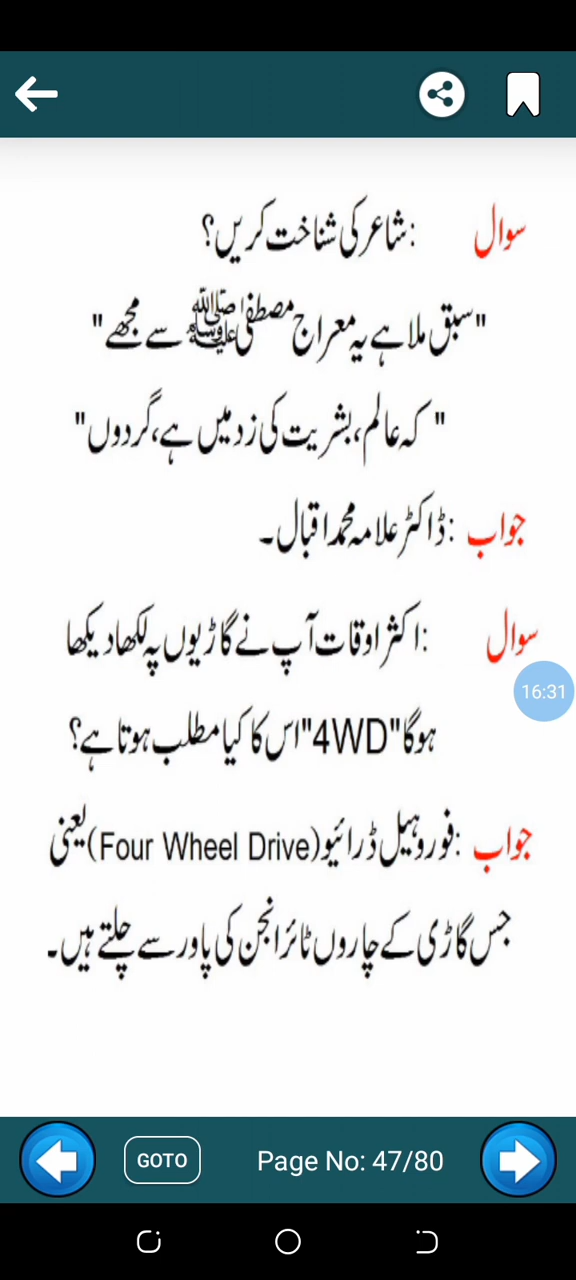 سوال :شاعر کی شناخت کریں؟
"سبق ملا ہے یہ معراج مصطفیٰ ﷺ سے مجھے"
" کہ عالم، بشریت کی زد میں ہے، گردوں"
جواب :ڈاکٹر علامہ محمد اقبال۔
سوال :اکثر اوقات آپ نے گاڑیوں پہ لکھا دیکھا
16:31
ہوگا "4WD" اس کا کیا مطلب ہوتا ہے؟
جواب :فور وہیل ڈرائیو (Four Wheel Drive) یعنی
جس گاڑی کے چاروں ٹائر انجن کی پاور سے چلتے ہیں۔
GOTO Page No: 47/80